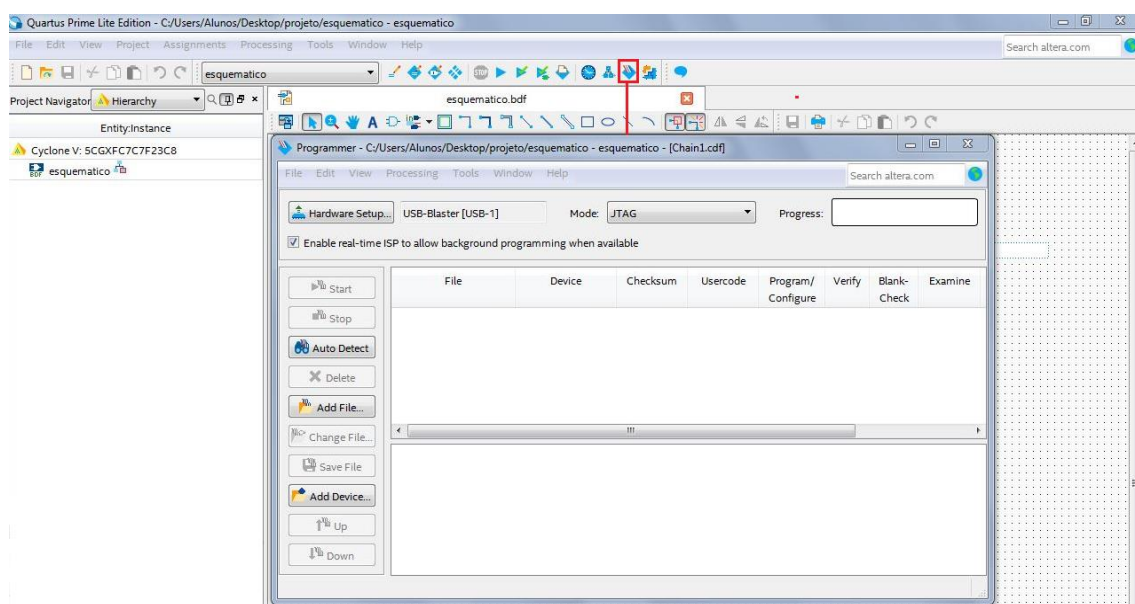 Quartus Prime Lite Edition - C:/Users/Alunos/Desktop/projeto/esquematico - esquematico
File Edit View Project Assignments Processing Tools Window Help
Search altera.com
esquematico
STOP
Project Navigator Hierarchy
esquematico.bdf
A
Entity:Instance
Cyclone V: 5CGXFC7C7F23C8
BDF esquematico
Programmer - C:/Users/Alunos/Desktop/projeto/esquematico - esquematico - [Chain1.cdf]
File Edit View Processing Tools Window Help
Search altera.com
Hardware Setup... USB-Blaster [USB-1] Mode: JTAG Progress:
Enable real-time ISP to allow background programming when available
File Device Checksum Usercode Program/ Configure Verify Blank- Check Examine
Start
Stop
Auto Detect
Delete
Add File...
Change File...
Save File
Add Device...
Up
Down